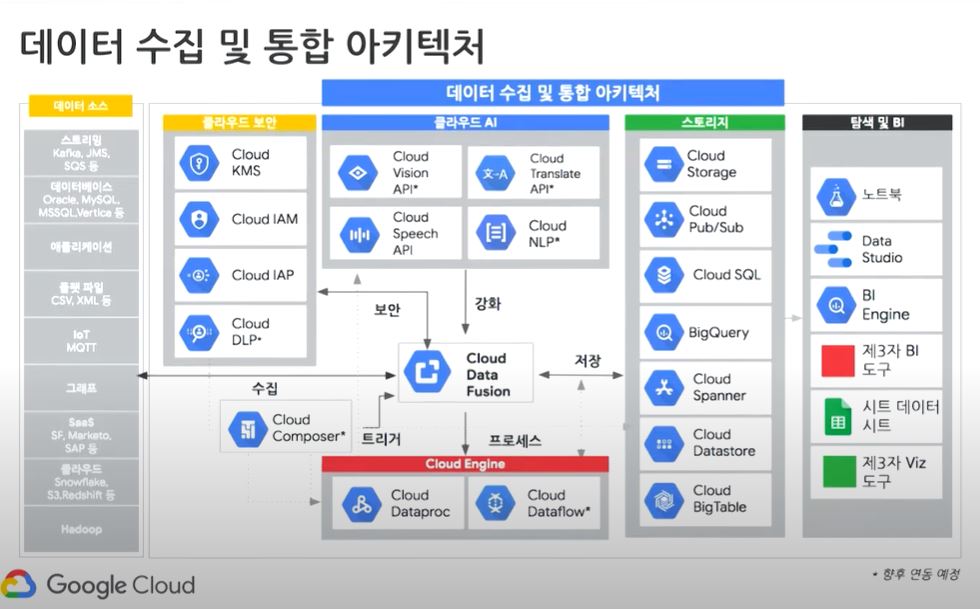 데이터 수집 및 통합 아키텍처
데이터 소스
스트리밍
Kafka, JMS,
SQS 등
데이터베이스
Oracle, MySQL,
MSSQL,Vertica 등
애플리케이션
플랫 파일
CSV, XML 등
IoT
MQTT
그래프
SaaS
SF, Marketo,
SAP 등
클라우드
Snowflake,
S3,Redshift 등
Hadoop
데이터 수집 및 통합 아키텍처
클라우드 보안
Cloud
KMS
Cloud IAM
Cloud IAP
Cloud
DLP*
클라우드 AI
Cloud
Vision
API*
Cloud
Translate
API*
Cloud
Speech
API
Cloud
NLP*
보안
강화
Cloud
Data
Fusion
저장
수집
Cloud
Composer*
트리거
프로세스
Cloud Engine
Cloud
Dataproc
Cloud
Dataflow*
스토리지
Cloud
Storage
Cloud
Pub/Sub
Cloud SQL
BigQuery
Cloud
Spanner
Cloud
Datastore
Cloud
BigTable
탐색 및 BI
노트북
Data
Studio
BI
Engine
제3자 BI
도구
시트 데이터
시트
제3자 Viz
도구
Google Cloud
* 향후 연동 예정